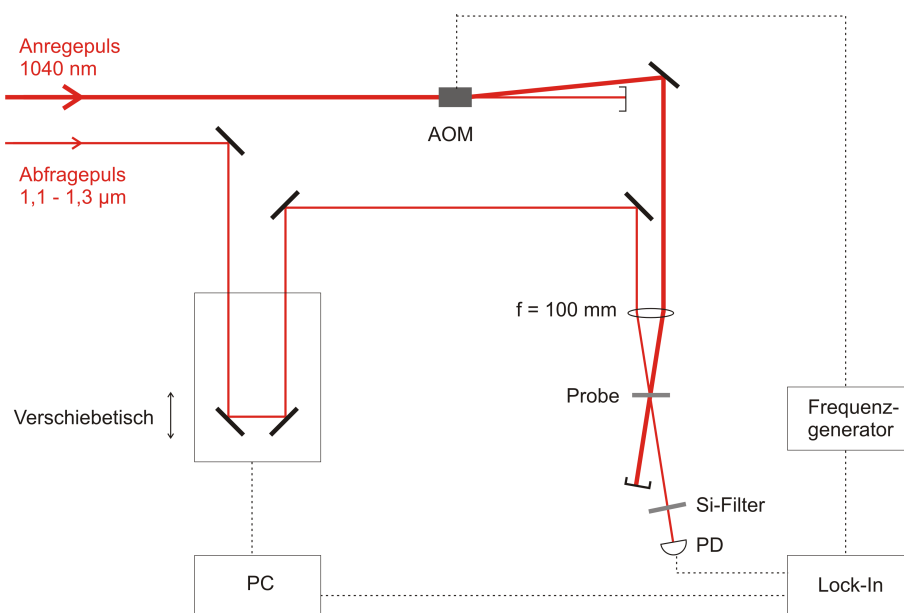 Anregepuls
1040 nm
AOM
Abfragepuls
1,1 - 1,3 µm
f = 100 mm
Probe
Verschiebetisch
Frequenz-
generator
Si-Filter
PD
PC
Lock-In